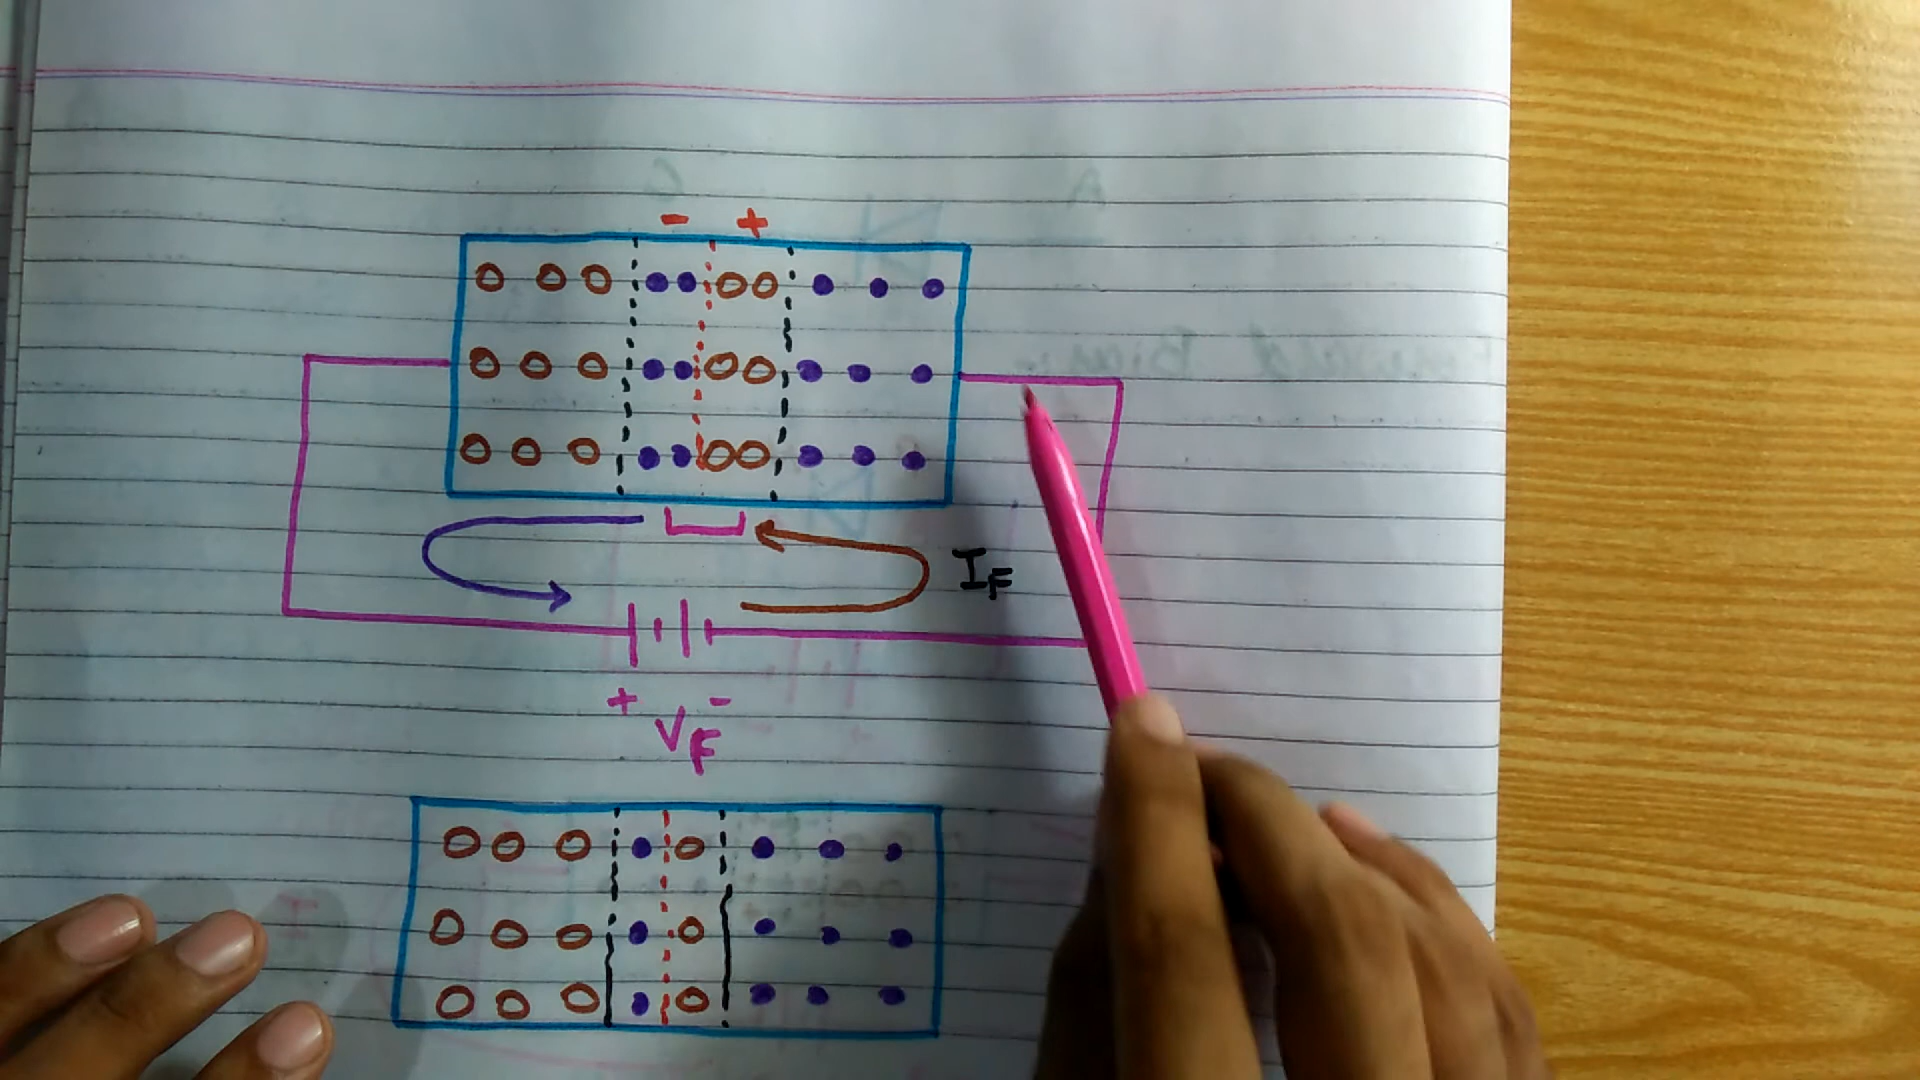 - +
I_F
+ -
V_F